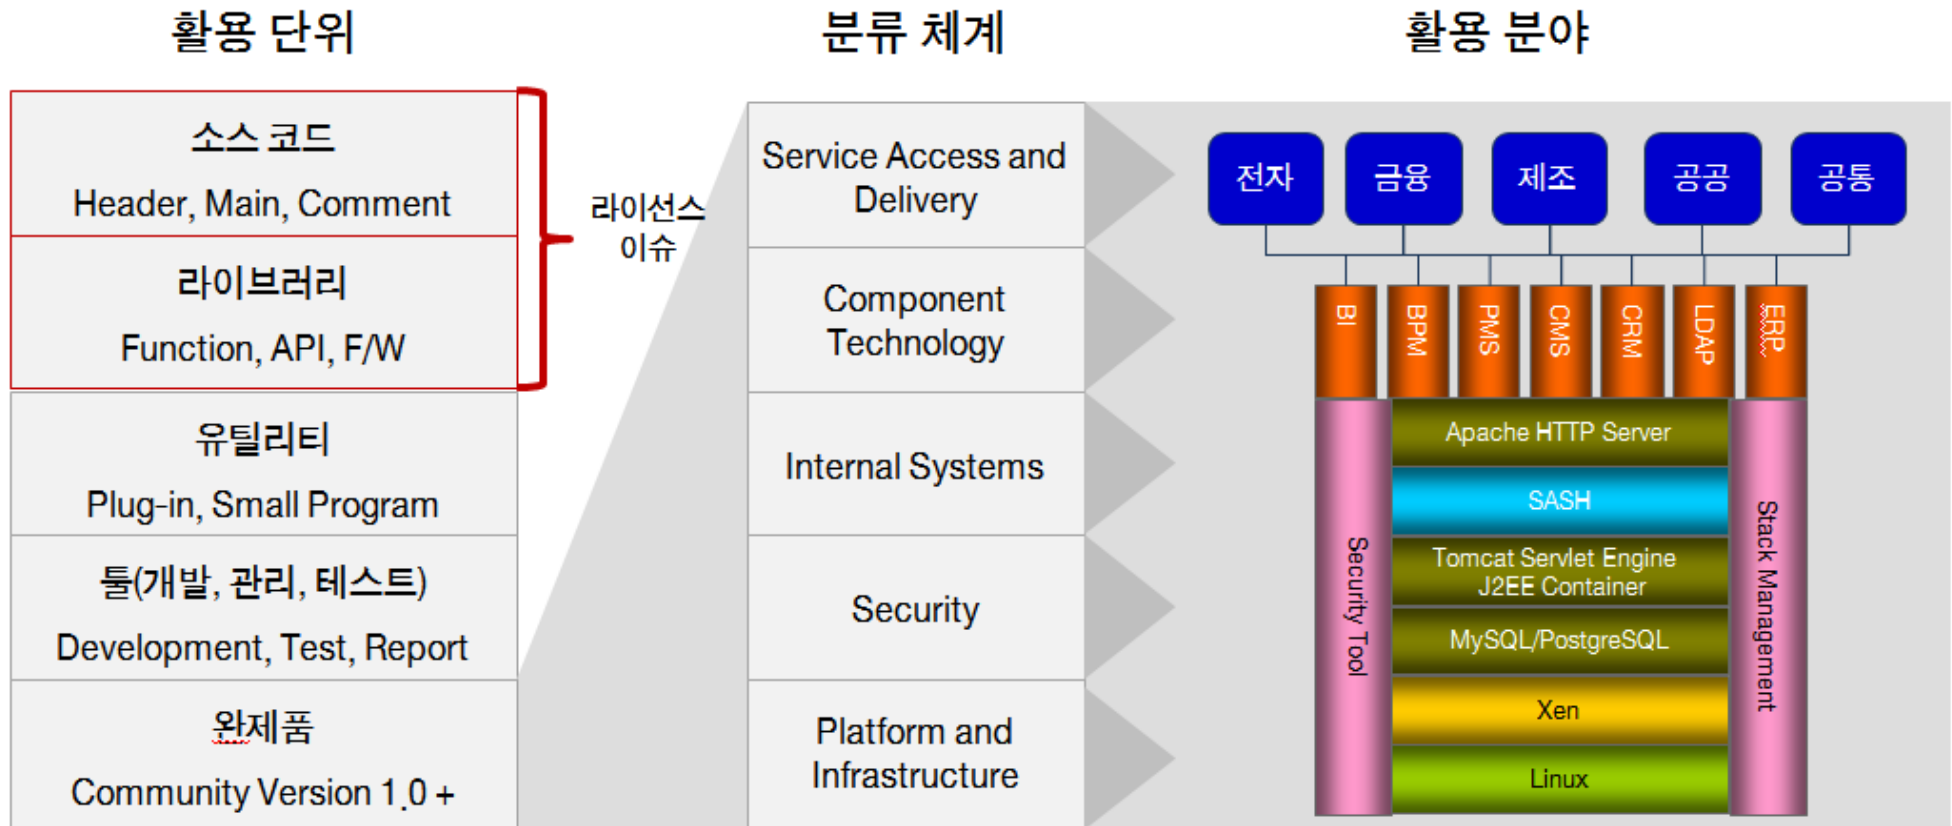 활용 단위
분류 체계
활용 분야
소스 코드
Header, Main, Comment
라이브러리
Function, API, F/W
유틸리티
Plug-in, Small Program
툴(개발, 관리, 테스트)
Development, Test, Report
완제품
Community Version 1.0 +
라이선스
이슈
Service Access and
Delivery
Component
Technology
Internal Systems
Security
Platform and
Infrastructure
전자
금융
제조
공공
공통
BI
BPM
PMS
CMS
CRM
LDAP
ERP
Security Tool
Apache HTTP Server
SASH
Tomcat Servlet Engine
J2EE Container
MySQL/PostgreSQL
Xen
Linux
Stack Management